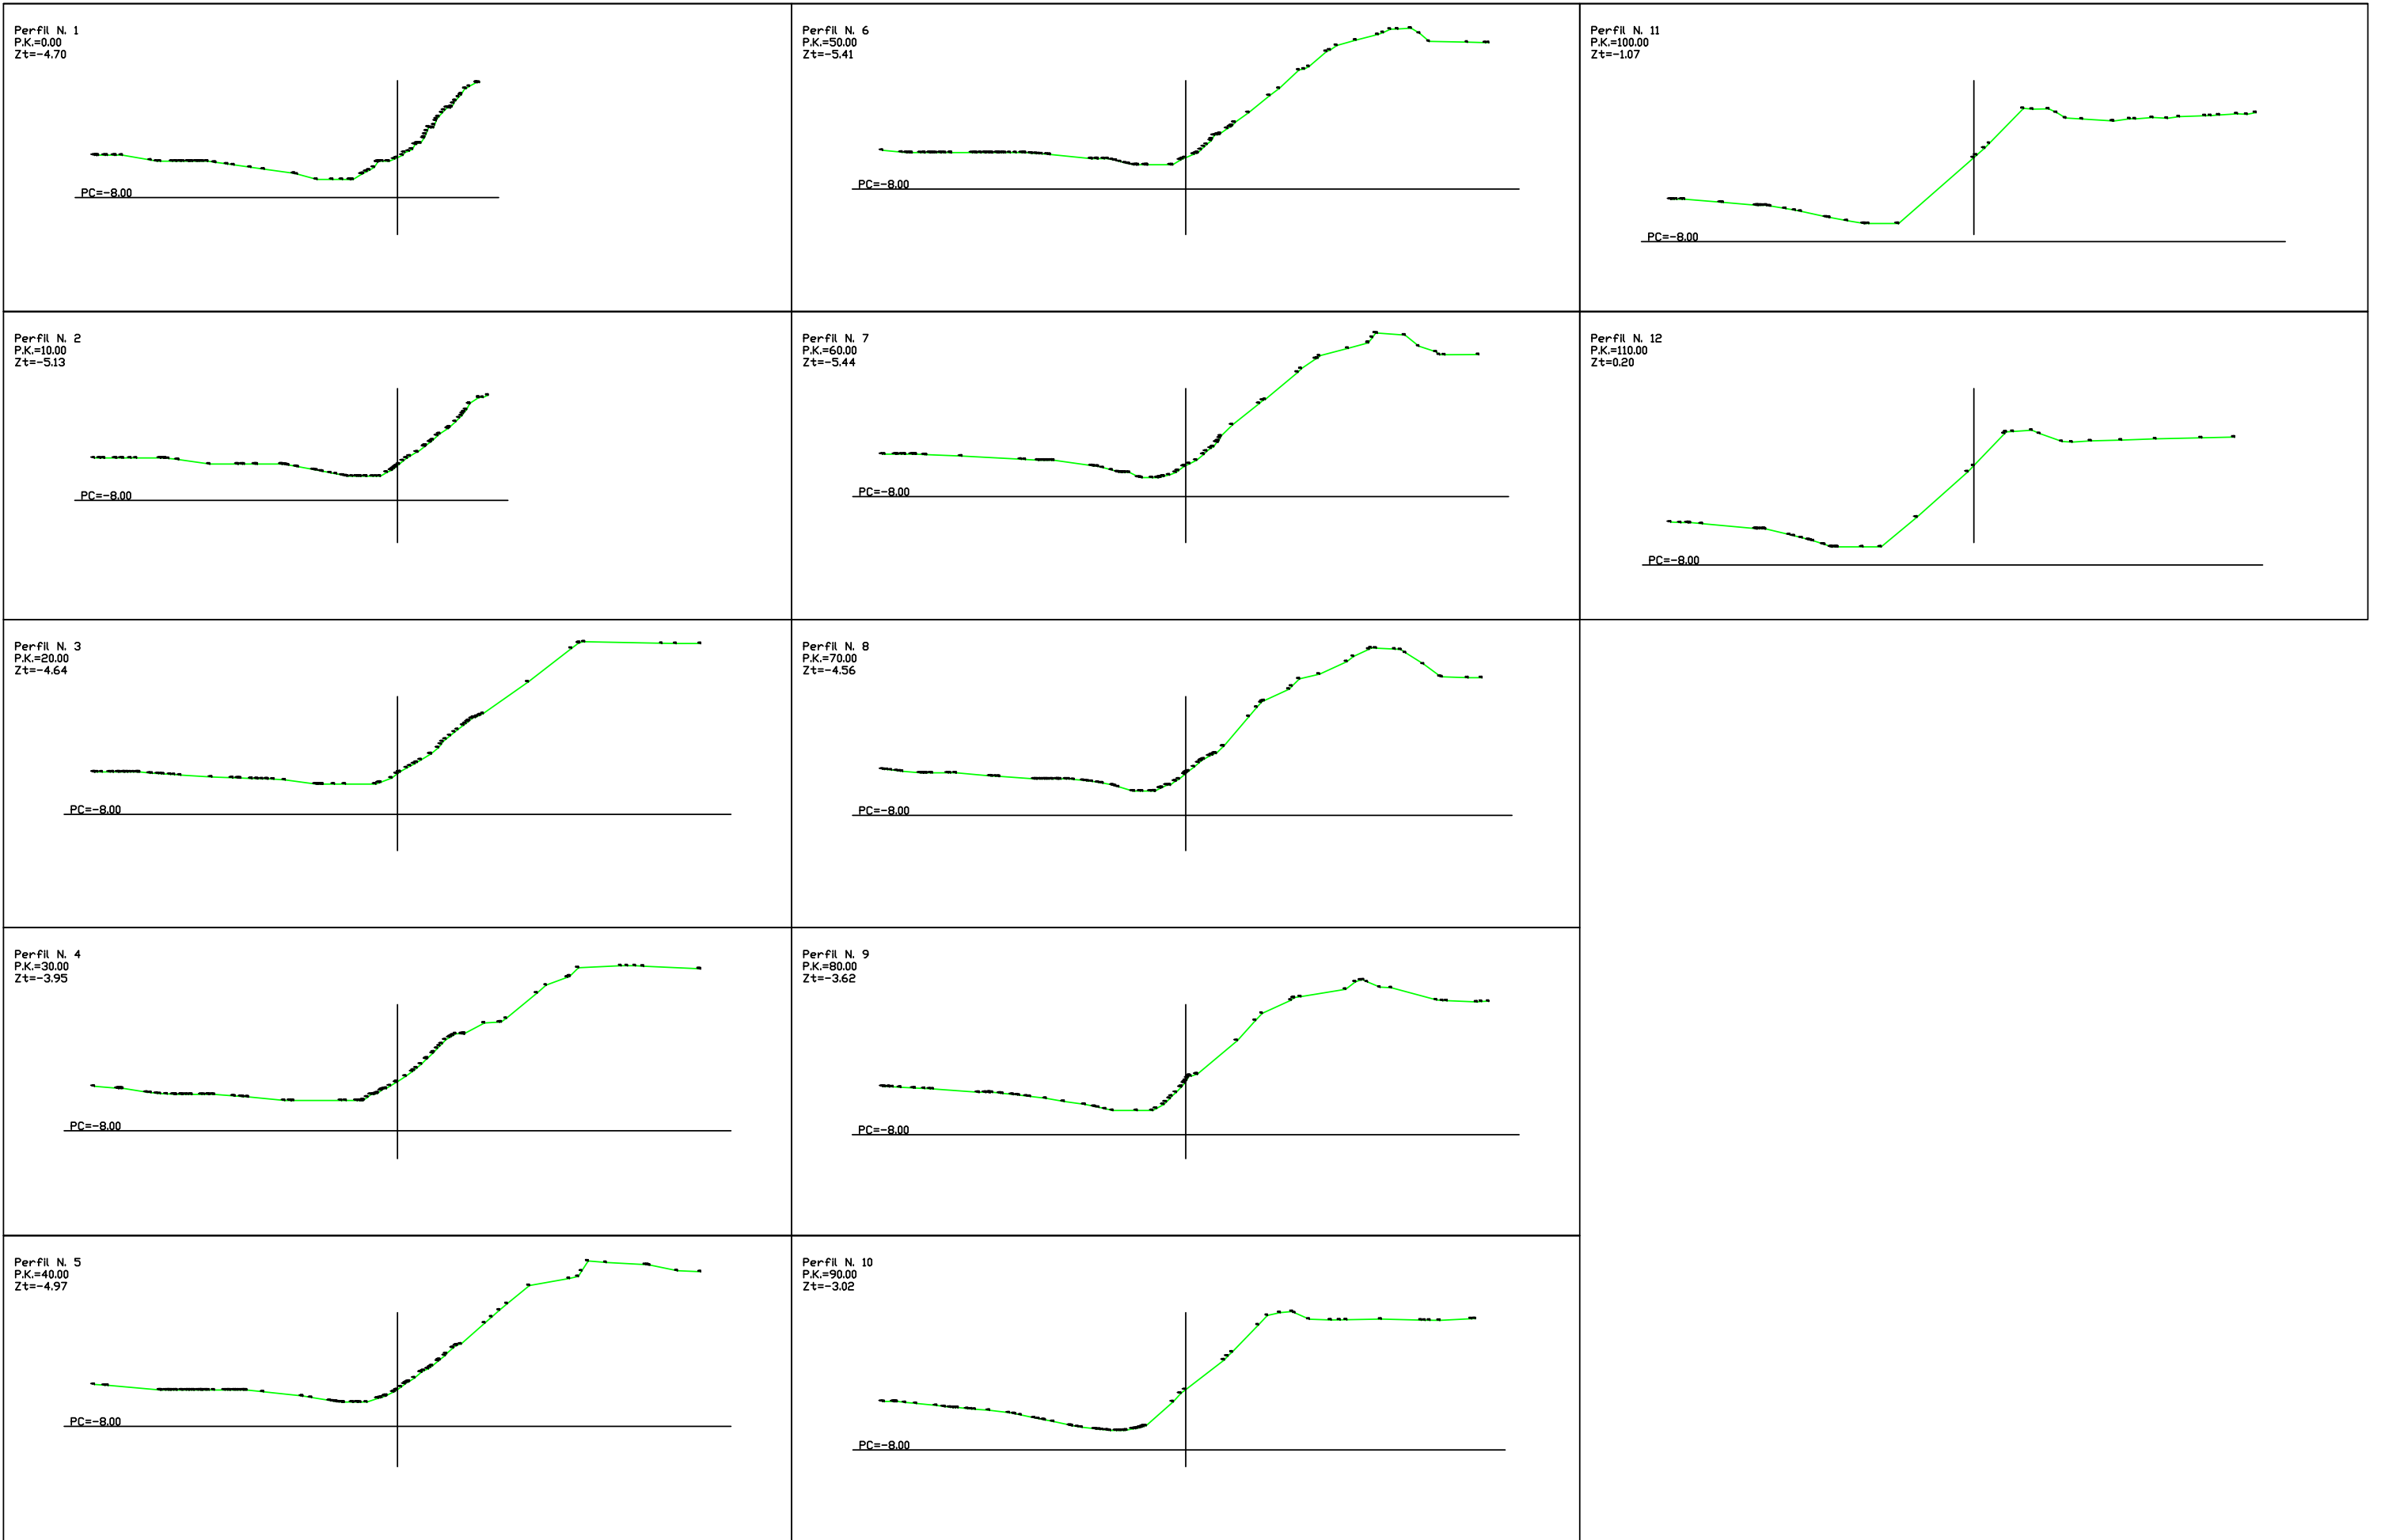 Perfil N. 1
P.K.=0.00
Zt=-4.70
PC=-8.00
Perfil N. 2
P.K.=10.00
Zt=-5.13
PC=-8.00
Perfil N. 3
P.K.=20.00
Zt=-4.64
PC=-8.00
Perfil N. 4
P.K.=30.00
Zt=-3.95
PC=-8.00
Perfil N. 5
P.K.=40.00
Zt=-4.97
PC=-8.00
Perfil N. 6
P.K.=50.00
Zt=-5.41
PC=-8.00
Perfil N. 7
P.K.=60.00
Zt=-5.44
PC=-8.00
Perfil N. 8
P.K.=70.00
Zt=-4.56
PC=-8.00
Perfil N. 9
P.K.=80.00
Zt=-3.62
PC=-8.00
Perfil N. 10
P.K.=90.00
Zt=-3.02
PC=-8.00
Perfil N. 11
P.K.=100.00
Zt=-1.07
PC=-8.00
Perfil N. 12
P.K.=110.00
Zt=0.20
PC=-8.00